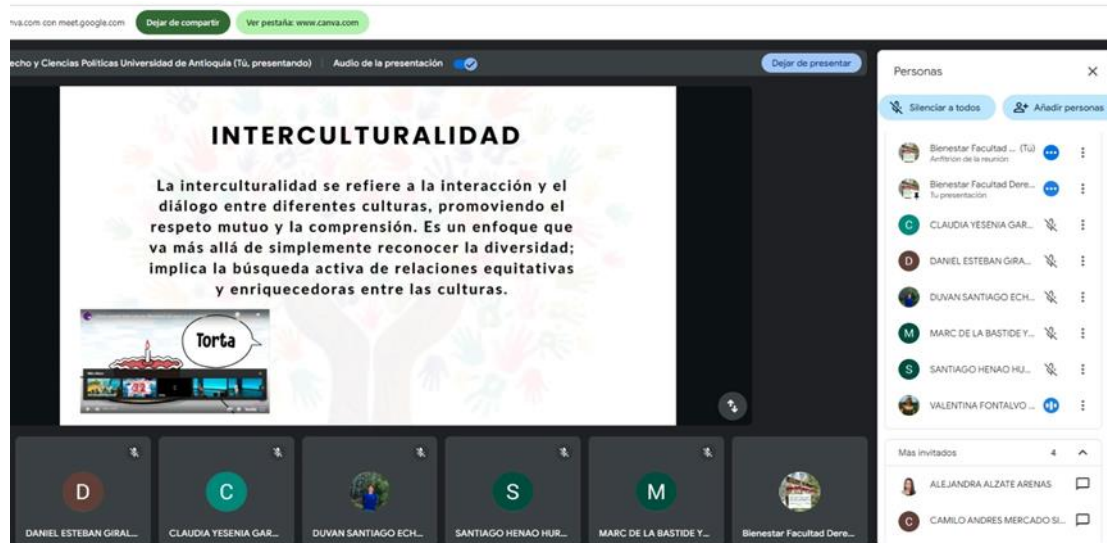 nva.com con meet.google.com Dejar de compartir Ver pestaña: www.canva.com
echo y Ciencias Políticas Universidad de Antioquia (Tú, presentando) Audio de la presentación Dejar de presentar
INTERCULTURALIDAD
La interculturalidad se refiere a la interacción y el
diálogo entre diferentes culturas, promoviendo el
respeto mutuo y la comprensión. Es un enfoque que
va más allá de simplemente reconocer la diversidad;
implica la búsqueda activa de relaciones equitativas
y enriquecedoras entre las culturas.
Torta
D
DANIEL ESTEBAN GIRAL...
C
CLAUDIA YESENIA GAR...
DUVAN SANTIAGO ECH...
S
SANTIAGO HENAO HUR...
M
MARC DE LA BASTIDE Y...
Bienestar Facultad Dere...
Personas
Silenciar a todos Añadir personas
Bienestar Facultad ... (Tú)
Anfitrión de la reunión
Bienestar Facultad Dere...
Tu presentación
C CLAUDIA YESENIA GAR...
D DANIEL ESTEBAN GIRA...
DUVAN SANTIAGO ECH...
M MARC DE LA BASTIDE Y...
S SANTIAGO HENAO HU...
VALENTINA FONTALVO ...
Más invitados 4
ALEJANDRA ALZATE ARENAS
C CAMILO ANDRES MERCADO SI...